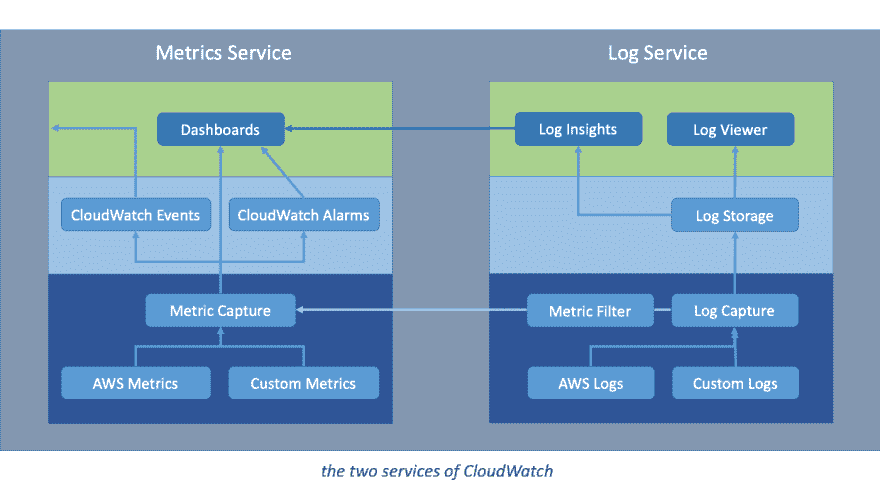 Metrics Service
Log Service
Dashboards
Log Insights
Log Viewer
CloudWatch Events
CloudWatch Alarms
Log Storage
Metric Capture
Metric Filter
Log Capture
AWS Metrics
Custom Metrics
AWS Logs
Custom Logs
the two services of CloudWatch